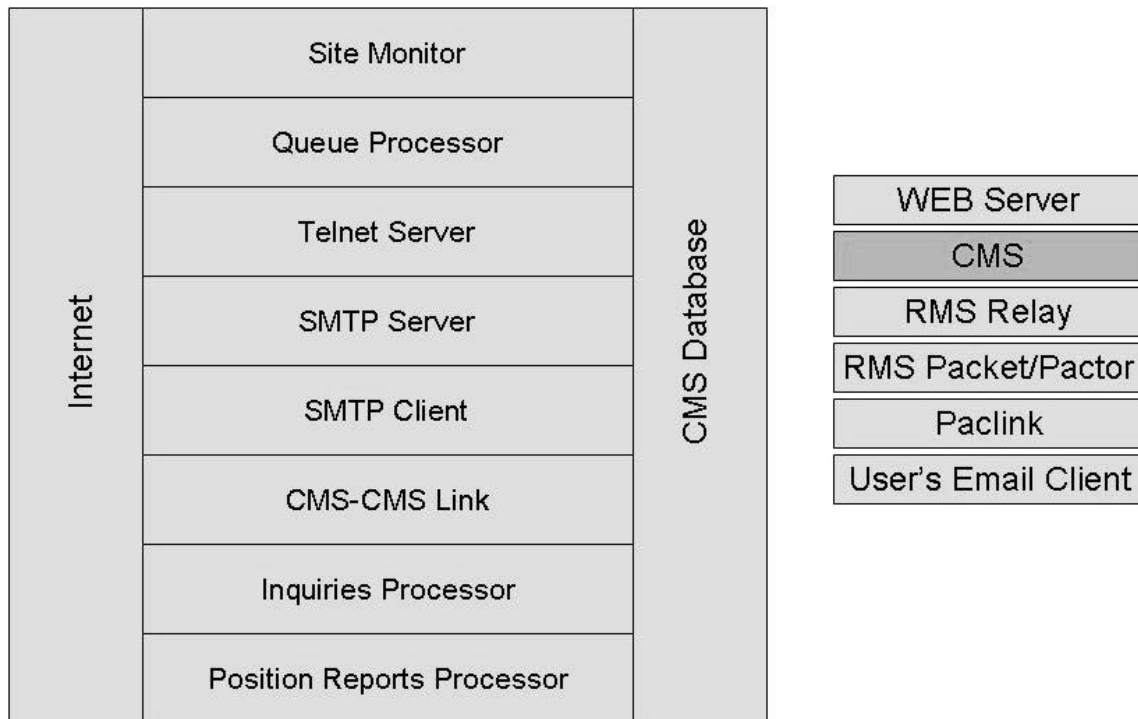 Internet
Site Monitor
Queue Processor
Telnet Server
SMTP Server
SMTP Client
CMS-CMS Link
Inquiries Processor
Position Reports Processor
CMS Database
WEB Server
CMS
RMS Relay
RMS Packet/Pactor
Paclink
User's Email Client